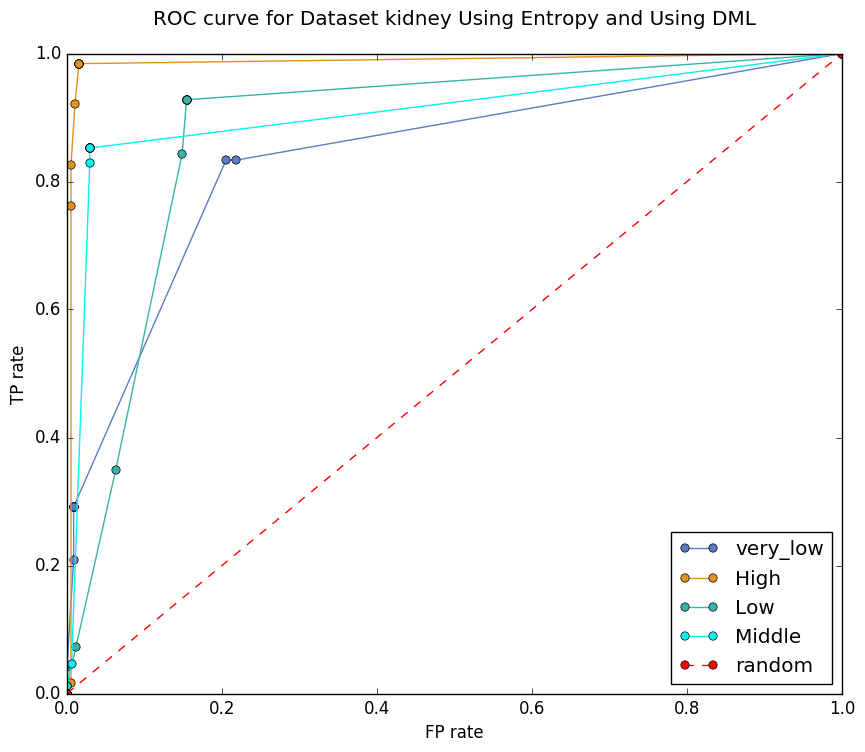 ROC curve for Dataset kidney Using Entropy and Using DML
1.0
0.8
0.6
0.4
0.2
0.0
TP rate
0.0 0.2 0.4 0.6 0.8 1.0
FP rate
very_low
High
Low
Middle
random